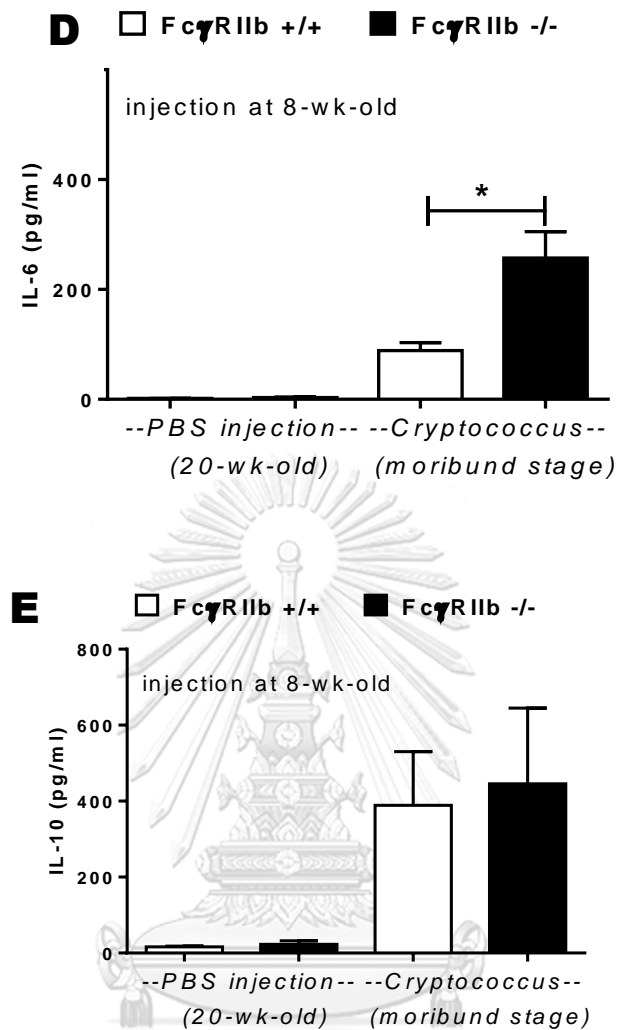 D FcγRIIb +/+ FcγRIIb -/-
injection at 8-wk-old
IL-6 (pg/ml)
400
200
0
*
--PBS injection-- --Cryptococcus--
(20-wk-old) (moribund stage)
E FcγRIIb +/+ FcγRIIb -/-
injection at 8-wk-old
IL-10 (pg/ml)
800
600
400
200
0
--PBS injection-- --Cryptococcus--
(20-wk-old) (moribund stage)